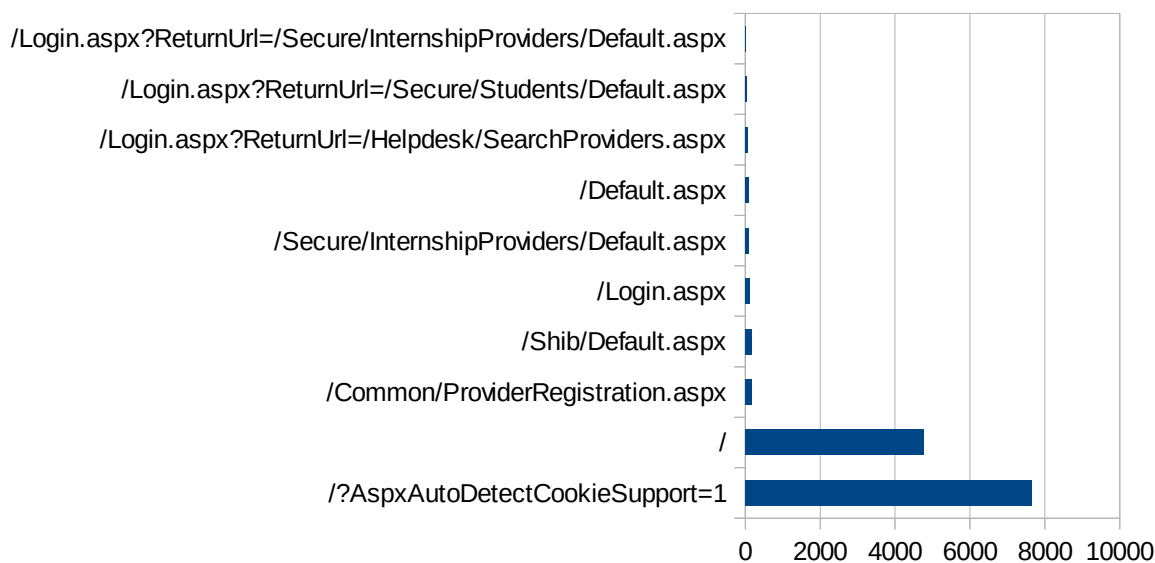 /Login.aspx?ReturnUrl=/Secure/InternshipProviders/Default.aspx
/Login.aspx?ReturnUrl=/Secure/Students/Default.aspx
/Login.aspx?ReturnUrl=/Helpdesk/SearchProviders.aspx
/Default.aspx
/Secure/InternshipProviders/Default.aspx
/Login.aspx
/Shib/Default.aspx
/Common/ProviderRegistration.aspx
/
/?AspxAutoDetectCookieSupport=1
0 2000 4000 6000 8000 10000